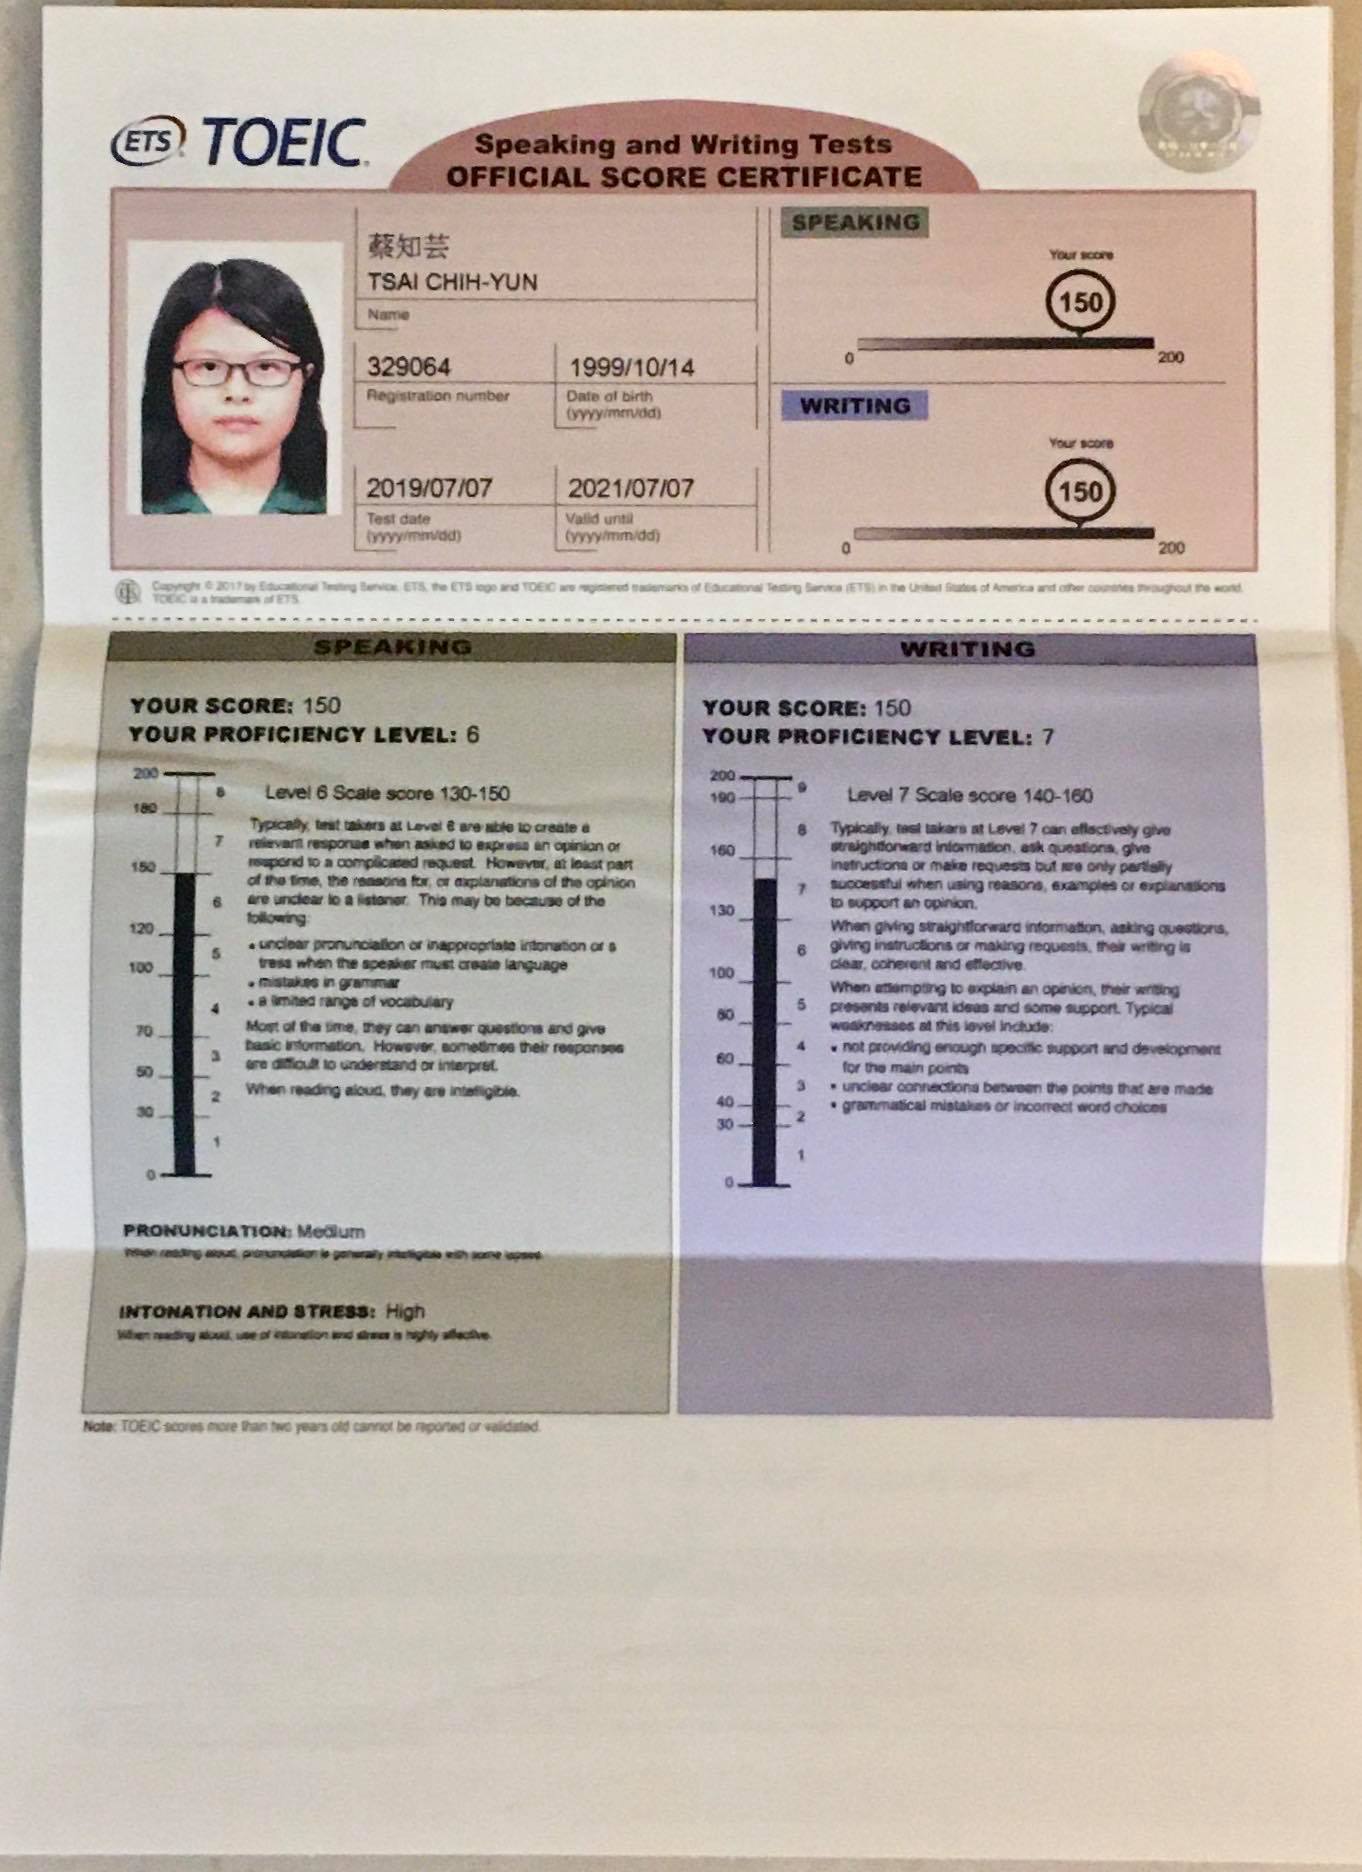 ETS TOEIC.
Speaking and Writing Tests
OFFICIAL SCORE CERTIFICATE
蔡知芸
TSAI CHIH-YUN
Name
329064
Registration number
1999/10/14
Date of birth
(yyyy/mm/dd)
2019/07/07
Test date
(yyyy/mm/dd)
2021/07/07
Valid until
(yyyy/mm/dd)
SPEAKING
Your score
150
0
200
WRITING
Your score
150
0
200
Copyright © 2017 by Educational Testing Service. ETS, the ETS logo and TOEIC are registered trademarks of Educational Testing Service (ETS) in the United States of America and other countries throughout the world.
TOEIC is a trademark of ETS.
SPEAKING
YOUR SCORE: 150
YOUR PROFICIENCY LEVEL: 6
200
180
150
120
100
70
50
30
0
8
7
6
5
4
3
2
1
Level 6 Scale score 130-150
Typically, test takers at Level 6 are able to create a
relevant response when asked to express an opinion or
respond to a complicated request. However, at least part
of the time, the reasons for, or explanations of the opinion
are unclear to a listener. This may be because of the
following:
• unclear pronunciation or inappropriate intonation or s
tress when the speaker must create language
• mistakes in grammar
• a limited range of vocabulary
Most of the time, they can answer questions and give
basic information. However, sometimes their responses
are difficult to understand or interpret.
When reading aloud, they are intelligible.
PRONUNCIATION: Medium
When reading aloud, pronunciation is generally intelligible with some lapses.
INTONATION AND STRESS: High
When reading aloud, use of intonation and stress is highly effective.
WRITING
YOUR SCORE: 150
YOUR PROFICIENCY LEVEL: 7
200
190
160
130
100
80
60
40
30
0
9
8
7
6
5
4
3
2
1
Level 7 Scale score 140-160
Typically, test takers at Level 7 can effectively give
straightforward information, ask questions, give
instructions or make requests but are only partially
successful when using reasons, examples or explanations
to support an opinion.
When giving straightforward information, asking questions,
giving instructions or making requests, their writing is
clear, coherent and effective.
When attempting to explain an opinion, their writing
presents relevant ideas and some support. Typical
weaknesses at this level include:
• not providing enough specific support and development
for the main points
• unclear connections between the points that are made
• grammatical mistakes or incorrect word choices
Note: TOEIC scores more than two years old cannot be reported or validated.